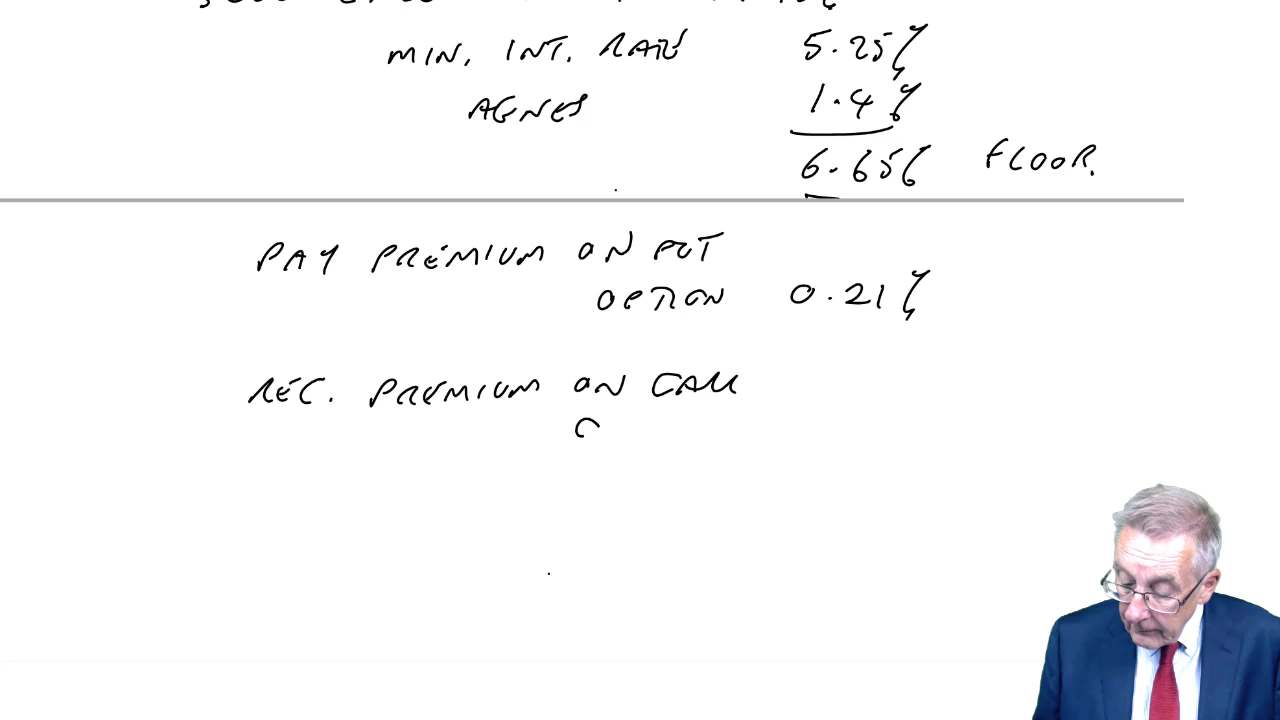 MIN. INT. RATE 5.25%
AGNES 1.4%
6.65% FLOOR.
PAY PREMIUM ON PUT
OPTION 0.21%
REC. PREMIUM ON CALL
O